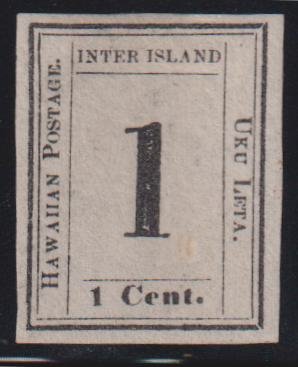 INTER ISLAND
HAWAIIAN POSTAGE.
1
UKU LETA.
1 Cent.